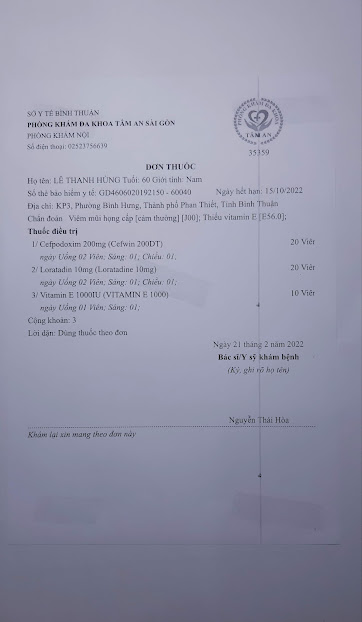 SỞ Y TẾ BÌNH THUẬN
PHÒNG KHÁM ĐA KHOA TÂM AN SÀI GÒN
PHÒNG KHÁM NỘI
Số điện thoại: 02523756639
PHÒNG KHÁM ĐA KHOA
TÂM AN
35359
ĐƠN THUỐC
Họ tên: LÊ THANH HÙNG Tuổi: 60 Giới tính: Nam
Số thẻ bảo hiểm y tế: GD4606020192150 - 60040 Ngày hết hạn: 15/10/2022
Địa chỉ: KP3, Phường Bình Hưng, Thành phố Phan Thiết, Tỉnh Bình Thuận
Chẩn đoán : Viêm mũi họng cấp [cảm thường] [J00]; Thiếu vitamin E [E56.0];
Thuốc điều trị
1/ Cefpodoxim 200mg (Cefwin 200DT) 20 Viên
ngày Uống 02 Viên; Sáng: 01; Chiều: 01;
2/ Loratadin 10mg (Loratadine 10mg) 20 Viên
ngày Uống 02 Viên; Sáng: 01; Chiều: 01;
3/ Vitamin E 1000IU (VITAMIN E 1000) 10 Viên
ngày Uống 01 Viên; Sáng: 01;
Cộng khoản: 3
Lời dặn: Dùng thuốc theo đơn
Ngày 21 tháng 2 năm 2022
Bác sĩ/Y sỹ khám bệnh
(Ký, ghi rõ họ tên)
Nguyễn Thái Hòa
Khám lại xin mang theo đơn này